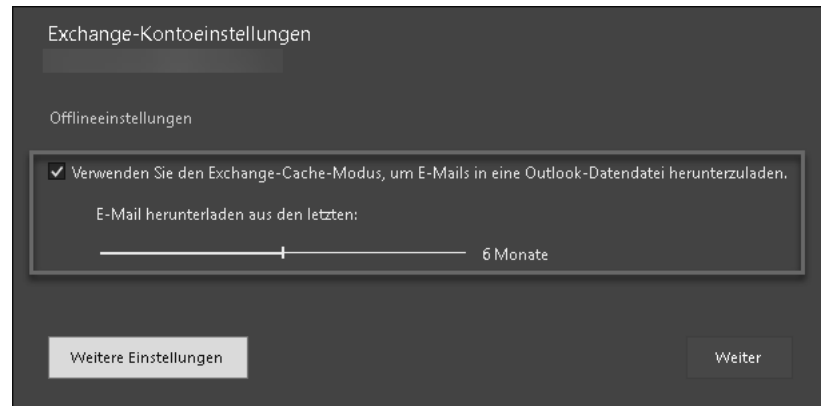 Exchange-Kontoeinstellungen
Offlineeinstellungen
Verwenden Sie den Exchange-Cache-Modus, um E-Mails in eine Outlook-Datendatei herunterzuladen.
E-Mail herunterladen aus den letzten:
6 Monate
Weitere Einstellungen
Weiter